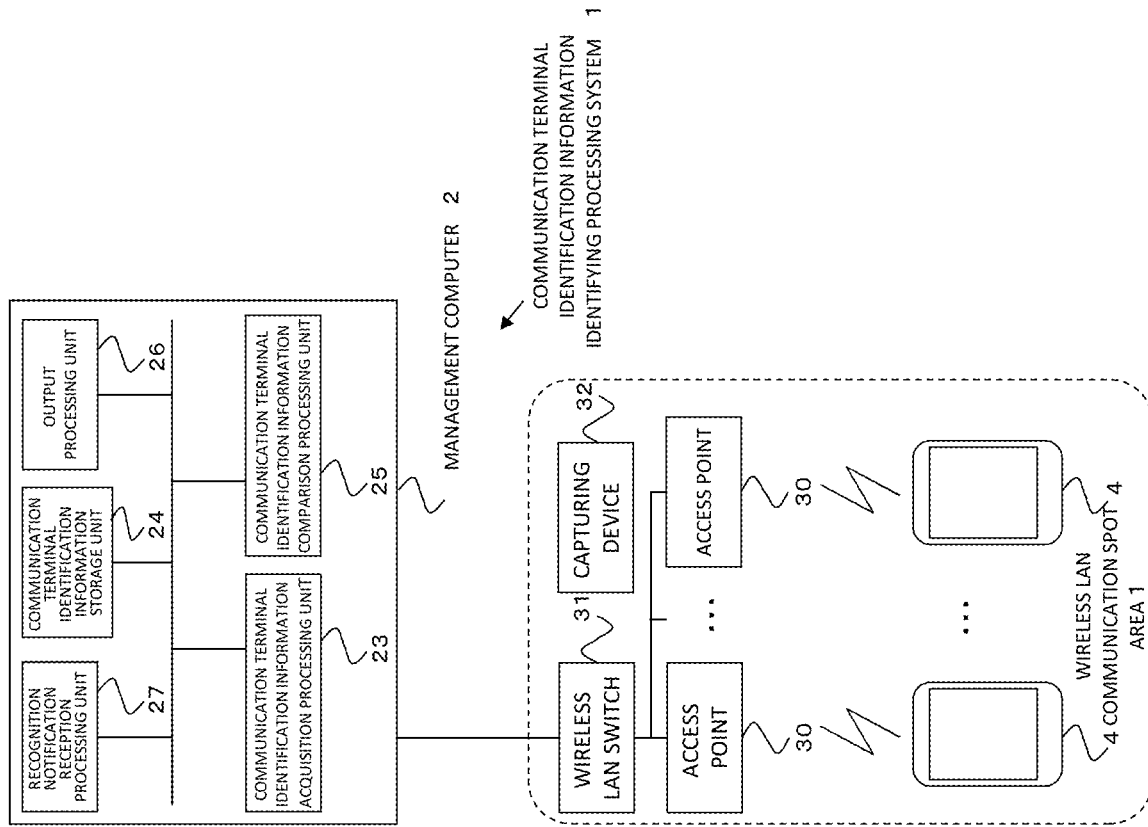 RECOGNITION
NOTIFICATION
RECEPTION
PROCESSING UNIT
27
COMMUNICATION
TERMINAL
IDENTIFICATION
INFORMATION
STORAGE UNIT
24
OUTPUT
PROCESSING UNIT
26
COMMUNICATION TERMINAL
IDENTIFICATION INFORMATION
ACQUISITION PROCESSING UNIT
23
COMMUNICATION TERMINAL
IDENTIFICATION INFORMATION
COMPARISON PROCESSING UNIT
25
MANAGEMENT COMPUTER 2
COMMUNICATION TERMINAL
IDENTIFICATION INFORMATION
IDENTIFYING PROCESSING SYSTEM 1
WIRELESS
LAN SWITCH
31
CAPTURING
DEVICE
32
ACCESS
POINT
30
ACCESS POINT
30
4
4
WIRELESS LAN
COMMUNICATION SPOT
AREA 1